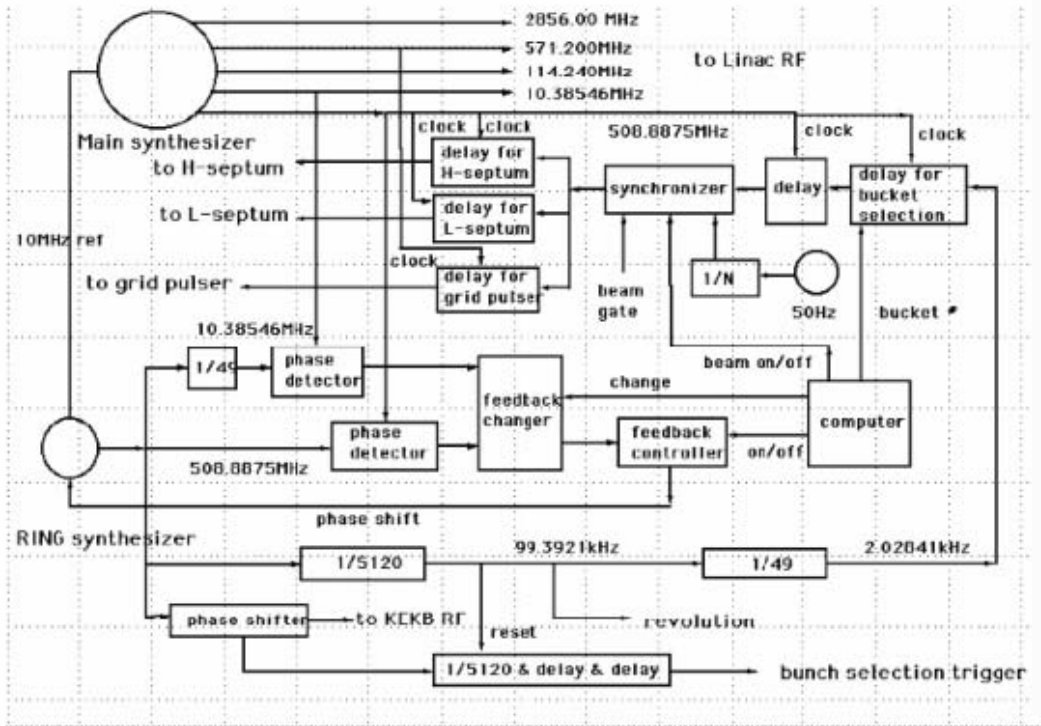 2856.00 MHz
571.200MHz
to Linac RF
114.240MHz
10.38546MHz
Main synthesizer
clock
clock
508.8875MHz
clock
clock
to H-septum
delay for
H-septum
synchronizer
delay
delay for
bucket
selection
to L-septum
delay for
L-septum
10MHz ref
clock
to grid pulser
delay for
grid pulser
beam
gate
1/N
50Hz
bucket #
10.38546MHz
1/49
phase
detector
beam on/off
change
feedback
changer
computer
phase
detector
feedback
controller
on/off
508.8875MHz
phase shift
RING synthesizer
1/5120
99.3921kHz
1/49
2.02841kHz
phase shifter
to KEKB RF
revolution
reset
1/5120 & delay & delay
bunch selection trigger